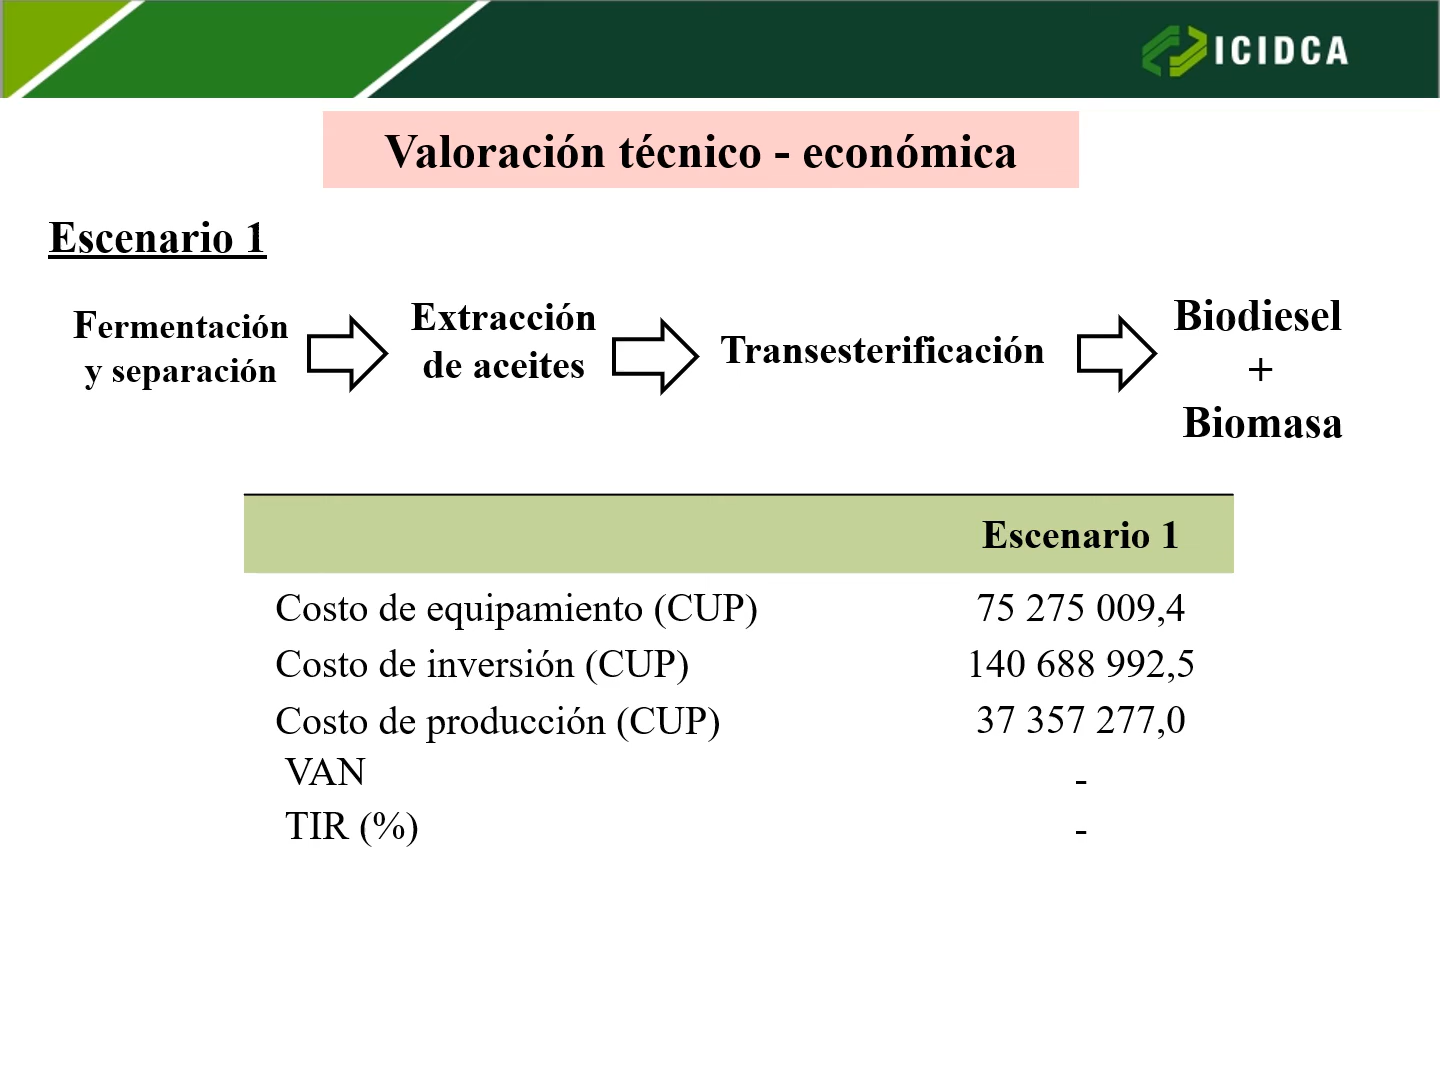 ICIDCA
Valoración técnico - económica
Escenario 1
Fermentación
y separación
Extracción
de aceites
Transesterificación
Biodiesel
+
Biomasa
Escenario 1
Costo de equipamiento (CUP) 75 275 009,4
Costo de inversión (CUP) 140 688 992,5
Costo de producción (CUP) 37 357 277,0
VAN -
TIR (%) -